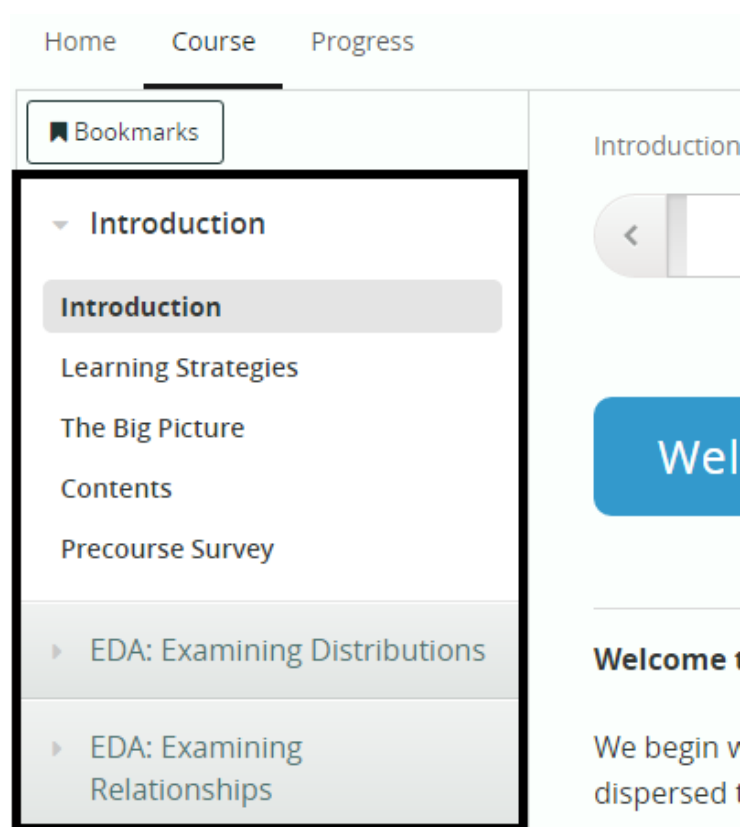 Home Course Progress
Bookmarks
Introduction
Introduction
Learning Strategies
The Big Picture
Contents
Precourse Survey
EDA: Examining Distributions
EDA: Examining
Relationships
Introduction
Wel
Welcome
We begin
dispersed